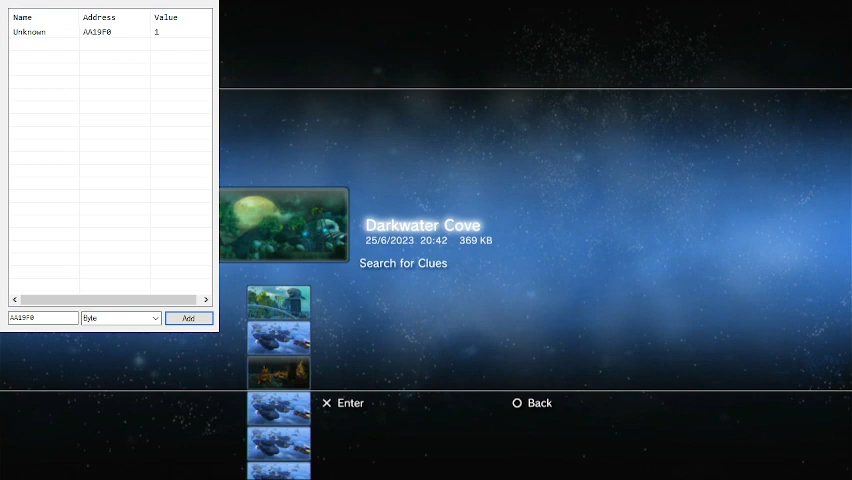 Name Address Value
Unknown AA19F0 1
AA19F0 Byte Add
Darkwater Cove
25/6/2023 20:42 369 KB
Search for Clues
Enter Back